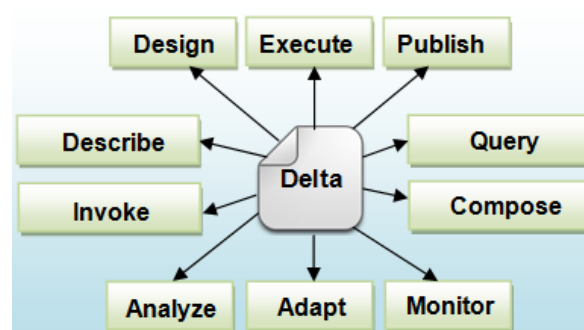 Design
Execute
Publish
Describe
Query
Delta
Invoke
Compose
Analyze
Adapt
Monitor